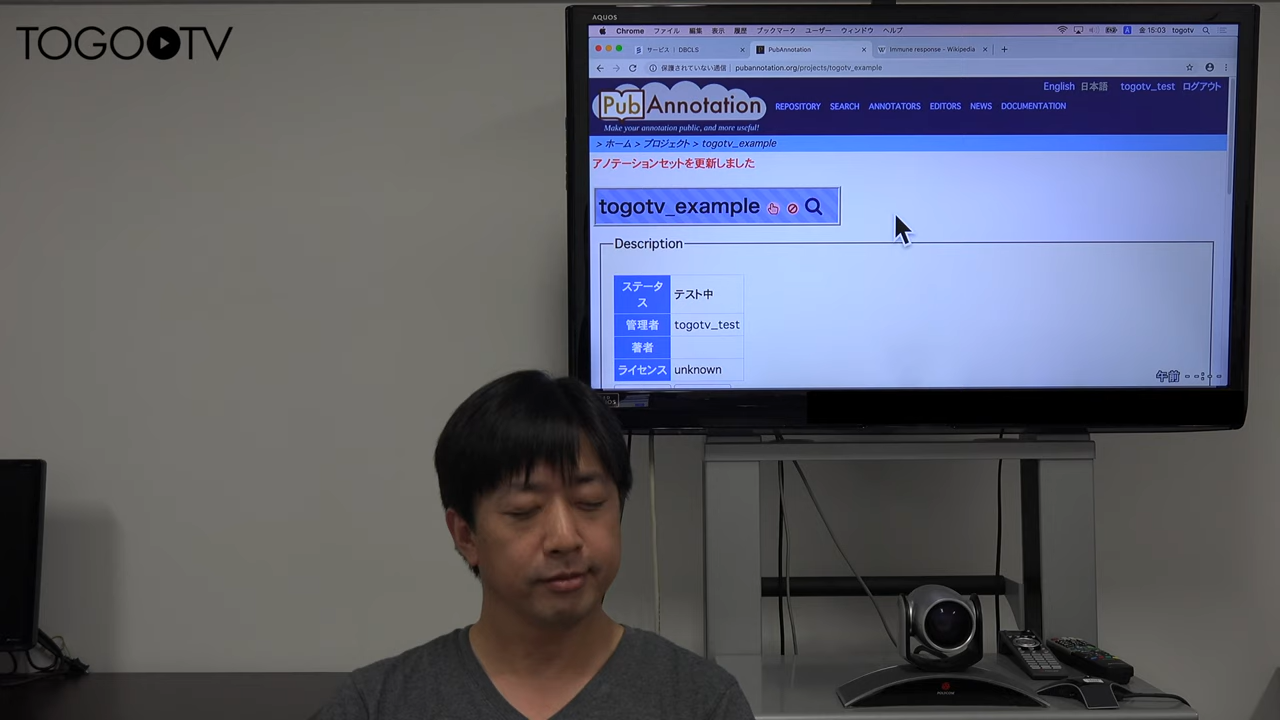 TOGO TV
AQUOS
Chrome ファイル 編集 表示 履歴 ブックマーク ユーザー ウィンドウ ヘルプ 金 15:03 togotv
サービス | DBCLS PubAnnotation Immune response - Wikipedia
保護されていない通信 | pubannotation.org/projects/togotv_example
English 日本語 togotv_test ログアウト
PubAnnotation REPOSITORY SEARCH ANNOTATORS EDITORS NEWS DOCUMENTATION
Make your annotation public, and more useful!
> ホーム > プロジェクト > togotv_example
アノテーションセットを更新しました
togotv_example
Description
ステータス テスト中
管理者 togotv_test
著者
ライセンス unknown
午前 --:--